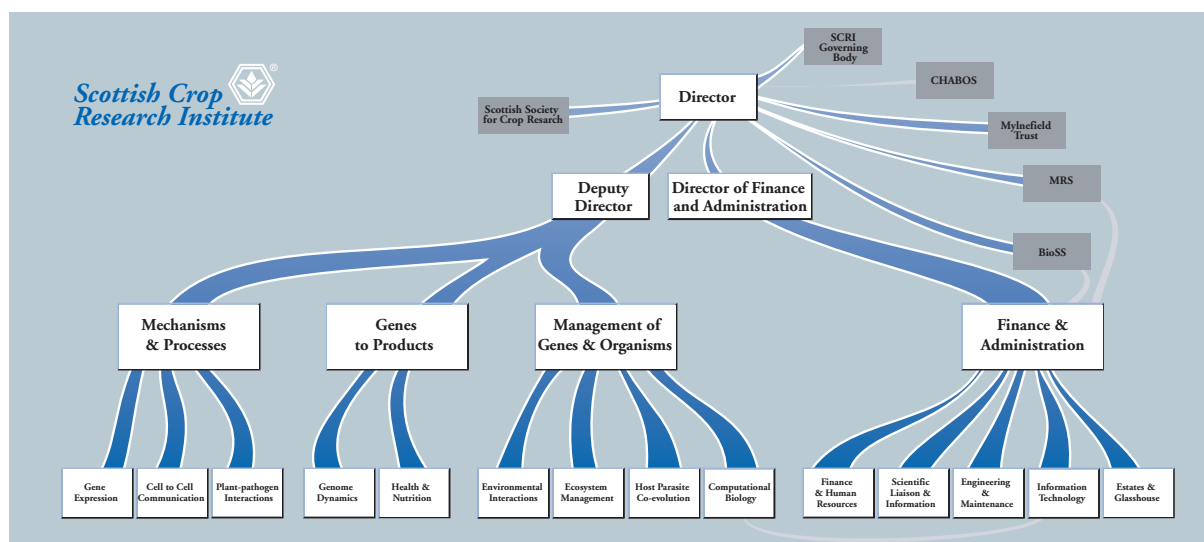 Scottish Crop
Research Institute
®
SCRI
Governing
Body
CHABOS
Director
Scottish Society
for Crop Resarch
Mylnefield
Trust
MRS
Deputy
Director
Director of Finance
and Administration
BioSS
Mechanisms
& Processes
Genes
to Products
Management of
Genes & Organisms
Finance &
Administration
Gene
Expression
Cell to Cell
Communication
Plant-pathogen
Interactions
Genome
Dynamics
Health &
Nutrition
Environmental
Interactions
Ecosystem
Management
Host Parasite
Co-evolution
Computational
Biology
Finance
& Human
Resources
Scientific
Liaison &
Information
Engineering
&
Maintenance
Information
Technology
Estates &
Glasshouse